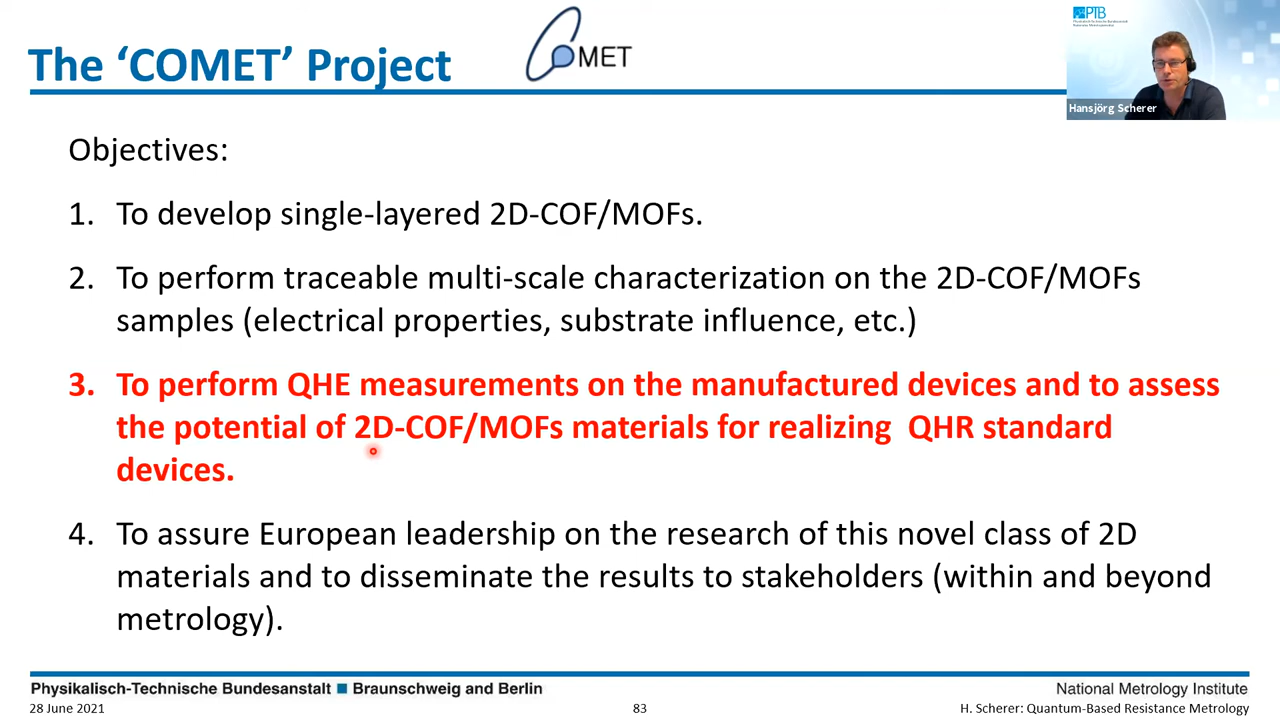 The ‘COMET’ Project
MET
PTB
Hansjörg Scherer
Objectives:
1. To develop single-layered 2D-COF/MOFs.
2. To perform traceable multi-scale characterization on the 2D-COF/MOFs
samples (electrical properties, substrate influence, etc.)
3. To perform QHE measurements on the manufactured devices and to assess
the potential of 2D-COF/MOFs materials for realizing QHR standard
devices.
4. To assure European leadership on the research of this novel class of 2D
materials and to disseminate the results to stakeholders (within and beyond
metrology).
Physikalisch-Technische Bundesanstalt ■ Braunschweig and Berlin
National Metrology Institute
28 June 2021
83
H. Scherer: Quantum-Based Resistance Metrology